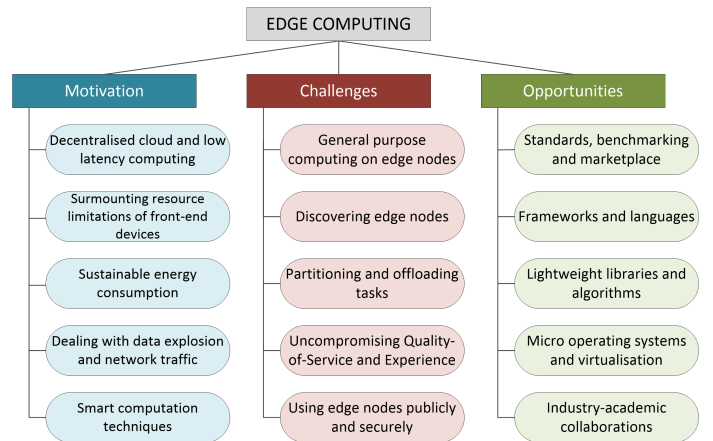 EDGE COMPUTING
Motivation
Decentralised cloud and low
latency computing
Surmounting resource
limitations of front-end
devices
Sustainable energy
consumption
Dealing with data explosion
and network traffic
Smart computation
techniques
Challenges
General purpose
computing on edge nodes
Discovering edge nodes
Partitioning and offloading
tasks
Uncompromising Quality-
of-Service and Experience
Using edge nodes publicly
and securely
Opportunities
Standards, benchmarking
and marketplace
Frameworks and languages
Lightweight libraries and
algorithms
Micro operating systems
and virtualisation
Industry-academic
collaborations